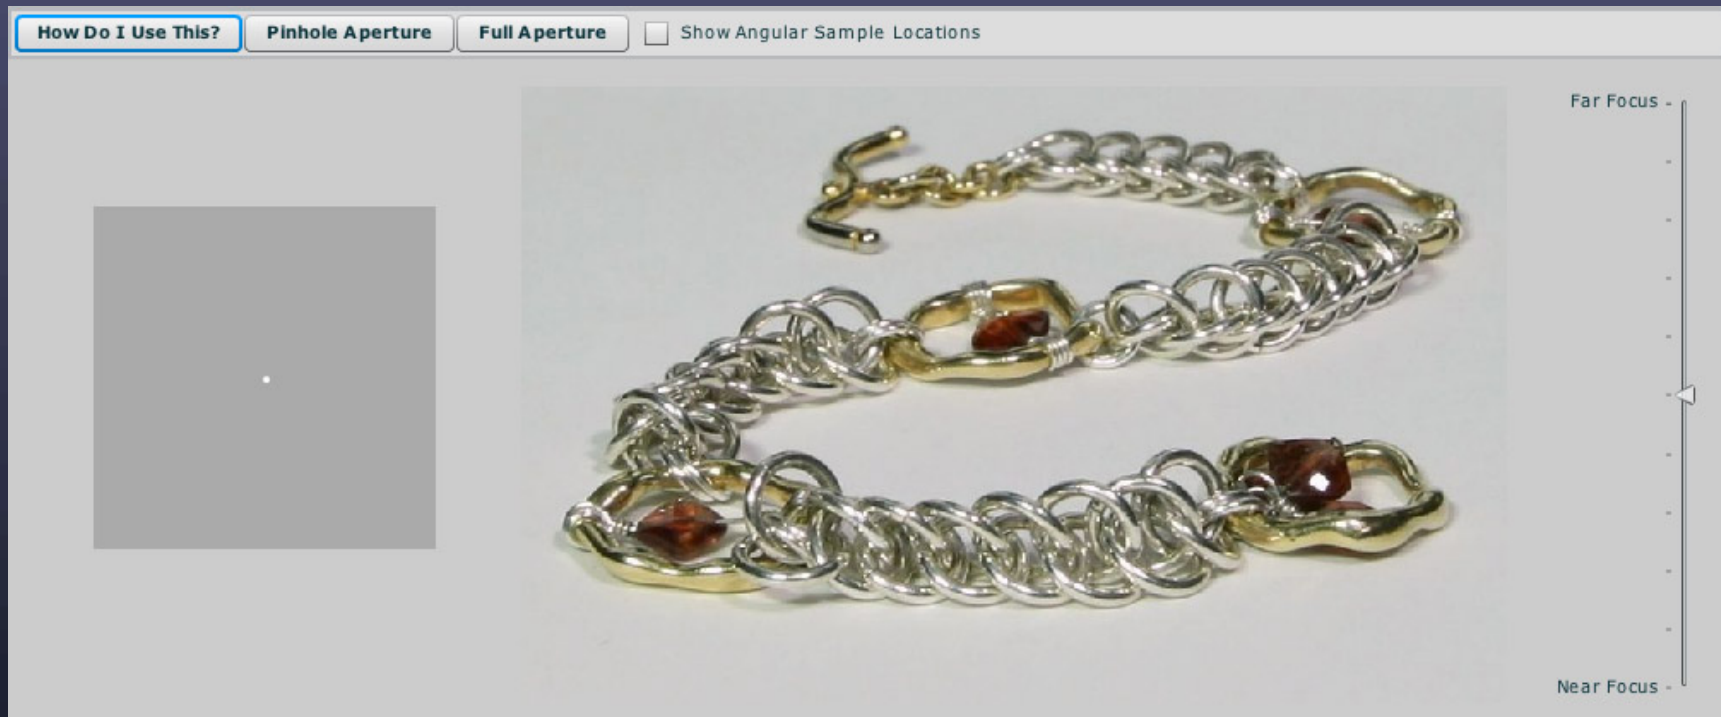 How Do I Use This? Pinhole Aperture Full Aperture Show Angular Sample Locations
Far Focus
Near Focus